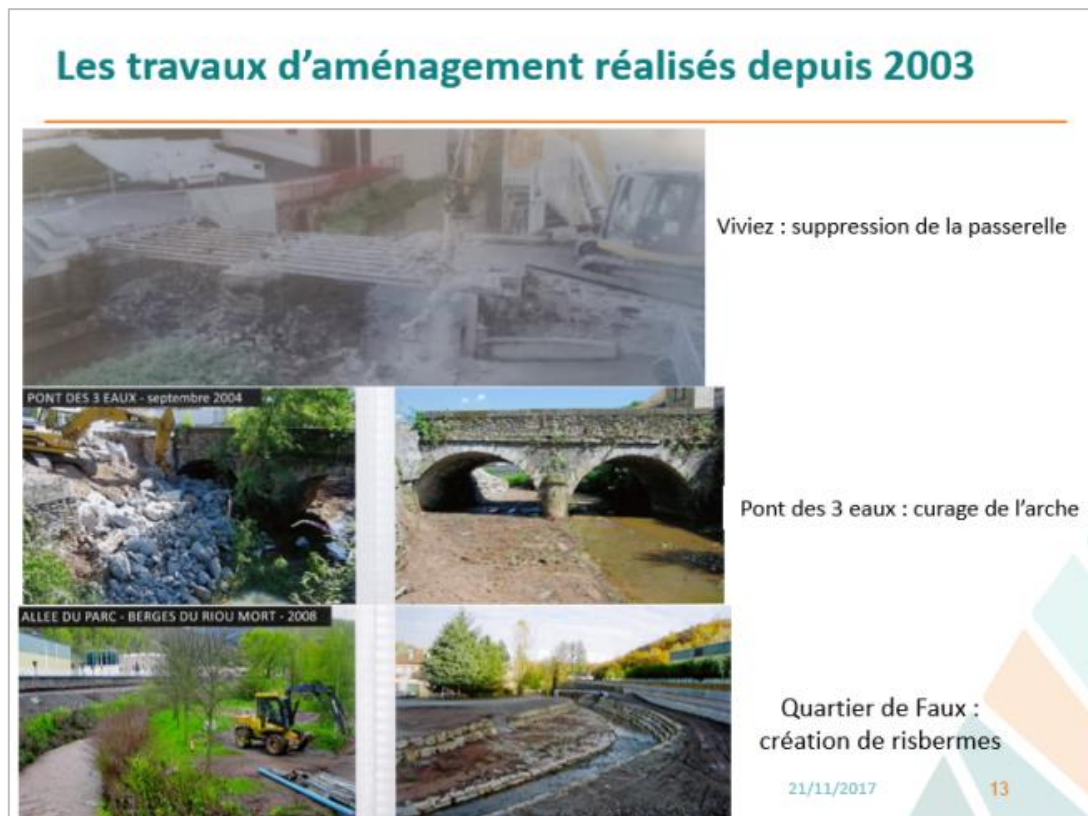 Les travaux d'aménagement réalisés depuis 2003
Viviez : suppression de la passerelle
PONT DES 3 EAUX - septembre 2004
Pont des 3 eaux : curage de l'arche
ALLEE DU PARC - BERGES DU RIOU MORT - 2008
Quartier de Faux :
création de risbermes
21/11/2017
13